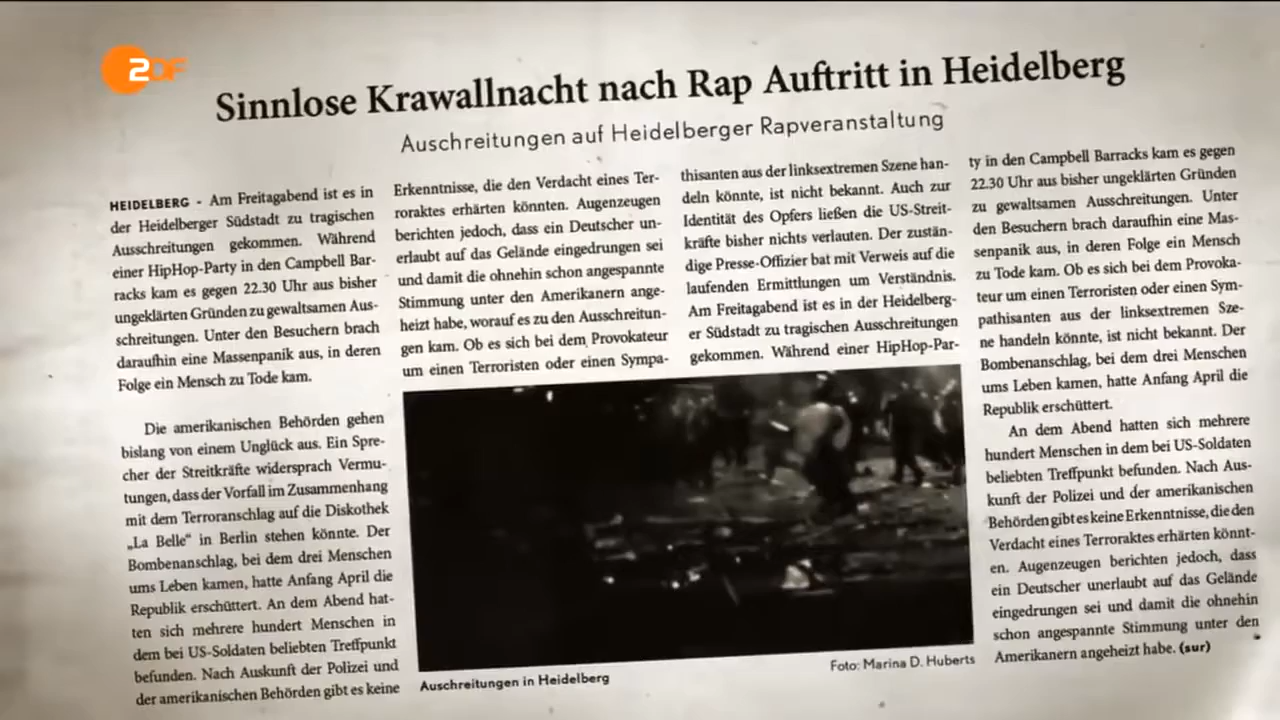 ZDF
Sinnlose Krawallnacht nach Rap Auftritt in Heidelberg
Auschreitungen auf Heidelberger Rapveranstaltung
HEIDELBERG - Am Freitagabend ist es in
der Heidelberger Südstadt zu tragischen
Ausschreitungen gekommen. Während
einer HipHop-Party in den Campbell Bar-
racks kam es gegen 22.30 Uhr aus bisher
ungeklärten Gründen zu gewaltsamen Aus-
schreitungen. Unter den Besuchern brach
daraufhin eine Massenpanik aus, in deren
Folge ein Mensch zu Tode kam.
Die amerikanischen Behörden gehen
bislang von einem Unglück aus. Ein Spre-
cher der Streitkräfte widersprach Vermu-
tungen, dass der Vorfall im Zusammenhang
mit dem Terroranschlag auf die Diskothek
„La Belle“ in Berlin stehen könnte. Der
Bombenanschlag, bei dem drei Menschen
ums Leben kamen, hatte Anfang April die
Republik erschüttert. An dem Abend hat-
ten sich mehrere hundert Menschen in
dem bei US-Soldaten beliebten Treffpunkt
befunden. Nach Auskunft der Polizei und
der amerikanischen Behörden gibt es keine
Erkenntnisse, die den Verdacht eines Ter-
roraktes erhärten könnten. Augenzeugen
berichten jedoch, dass ein Deutscher un-
erlaubt auf das Gelände eingedrungen sei
und damit die ohnehin schon angespannte
Stimmung unter den Amerikanern ange-
heizt habe, worauf es zu den Ausschreitun-
gen kam. Ob es sich bei dem Provokateur
um einen Terroristen oder einen Sympa-
thisanten aus der linksextremen Szene han-
deln könnte, ist nicht bekannt. Auch zur
Identität des Opfers ließen die US-Streit-
kräfte bisher nichts verlauten. Der zustän-
dige Presse-Offizier bat mit Verweis auf die
laufenden Ermittlungen um Verständnis.
Am Freitagabend ist es in der Heidelberg-
er Südstadt zu tragischen Ausschreitungen
gekommen. Während einer HipHop-Par-
ty in den Campbell Barracks kam es gegen
22.30 Uhr aus bisher ungeklärten Gründen
zu gewaltsamen Ausschreitungen. Unter
den Besuchern brach daraufhin eine Mas-
senpanik aus, in deren Folge ein Mensch
zu Tode kam. Ob es sich bei dem Provoka-
teur um einen Terroristen oder einen Sym-
pathisanten aus der linksextremen Sze-
ne handeln könnte, ist nicht bekannt. Der
Bombenanschlag, bei dem drei Menschen
ums Leben kamen, hatte Anfang April die
Republik erschüttert.
An dem Abend hatten sich mehrere
hundert Menschen in dem bei US-Soldaten
beliebten Treffpunkt befunden. Nach Aus-
kunft der Polizei und der amerikanischen
Behörden gibt es keine Erkenntnisse, die den
Verdacht eines Terroraktes erhärten könnt-
en. Augenzeugen berichten jedoch, dass
ein Deutscher unerlaubt auf das Gelände
eingedrungen sei und damit die ohnehin
schon angespannte Stimmung unter den
Amerikanern angeheizt habe. (sur)
Auschreitungen in Heidelberg
Foto: Marina D. Huberts